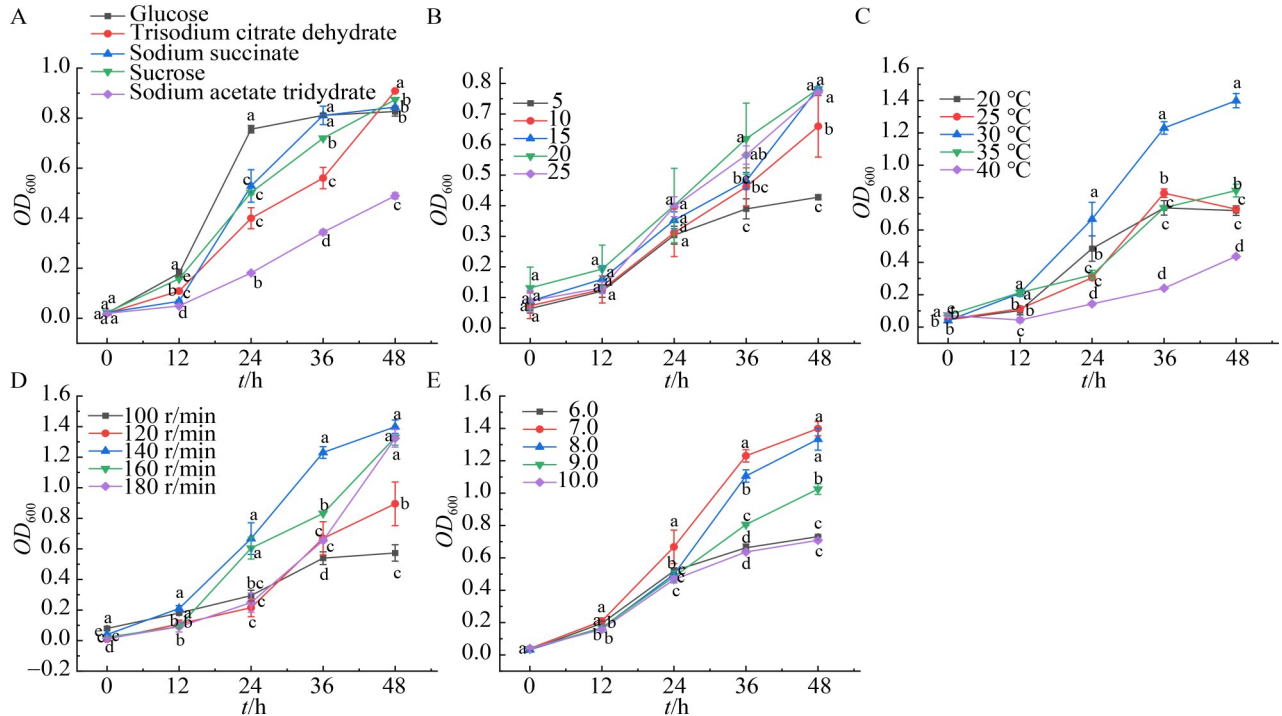 A
Glucose
Trisodium citrate dehydrate
Sodium succinate
Sucrose
Sodium acetate tridydrate
OD600
1.0
0.8
0.6
0.4
0.2
0.0
a a a a
a b e c d
a c c c b
a a b c d
a b b b c
0 12 24 36 48
t/h
B
5
10
15
20
25
OD600
0.8
0.7
0.6
0.5
0.4
0.3
0.2
0.1
0.0
a a a a
a a a a
a a a a
a ab bc bc c
a a a b c
0 12 24 36 48
t/h
C
20 °C
25 °C
30 °C
35 °C
40 °C
OD600
1.6
1.4
1.2
1.0
0.8
0.6
0.4
0.2
0.0
a e b b b
a a b b c
a b c c d
a b c c d
a b c c d
0 12 24 36 48
t/h
D
100 r/min
120 r/min
140 r/min
160 r/min
180 r/min
OD600
1.6
1.4
1.2
1.0
0.8
0.6
0.4
0.2
0.0
−0.2
a e c c d
a a b b b
a a bc c c
a b c c d
a a a b c
0 12 24 36 48
t/h
E
6.0
7.0
8.0
9.0
10.0
OD600
1.6
1.4
1.2
1.0
0.8
0.6
0.4
0.2
0.0
a
a a b b b
a b c c c
a b c d d
a a b c c
0 12 24 36 48
t/h